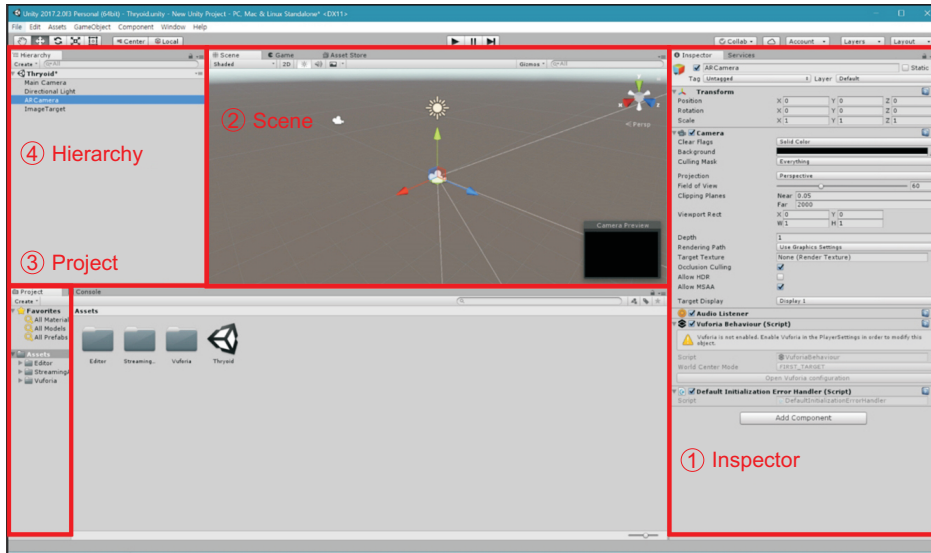 Unity 2017.2.0f3 Personal (64bit) - Thryoid.unity - New Unity Project - PC, Mac & Linux Standalone* <DX11>
File Edit Assets GameObject Component Window Help
Center Local
Collab Account Layers Layout
Hierarchy
Create All
Thryoid*
Main Camera
Directional Light
ARCamera
ImageTarget
④ Hierarchy
③ Project
Scene Game Asset Store
Shaded 2D Gizmos All
② Scene
Persp
Camera Preview
Project Console
Create
Favorites
All Material
All Models
All Prefabs
Assets
Editor
Streaming
Vuforia
Assets
Editor Streaming... Vuforia Thryoid
Inspector Services
ARCamera Static
Tag Untagged Layer Default
Transform
Position X 0 Y 0 Z 0
Rotation X 0 Y 0 Z 0
Scale X 1 Y 1 Z 1
Camera
Clear Flags Solid Color
Background
Culling Mask Everything
Projection Perspective
Field of View 60
Clipping Planes Near 0.05
Far 2000
Viewport Rect X 0 Y 0
W 1 H 1
Depth 1
Rendering Path Use Graphics Settings
Target Texture None (Render Texture)
Occlusion Culling
Allow HDR
Allow MSAA
Target Display Display 1
Audio Listener
Vuforia Behaviour (Script)
Vuforia is not enabled. Enable Vuforia in the PlayerSettings in order to modify this
object.
Script VuforiaBehaviour
World Center Mode FIRST_TARGET
Open Vuforia configuration
Default Initialization Error Handler (Script)
Script DefaultInitializationErrorHandler
Add Component
① Inspector